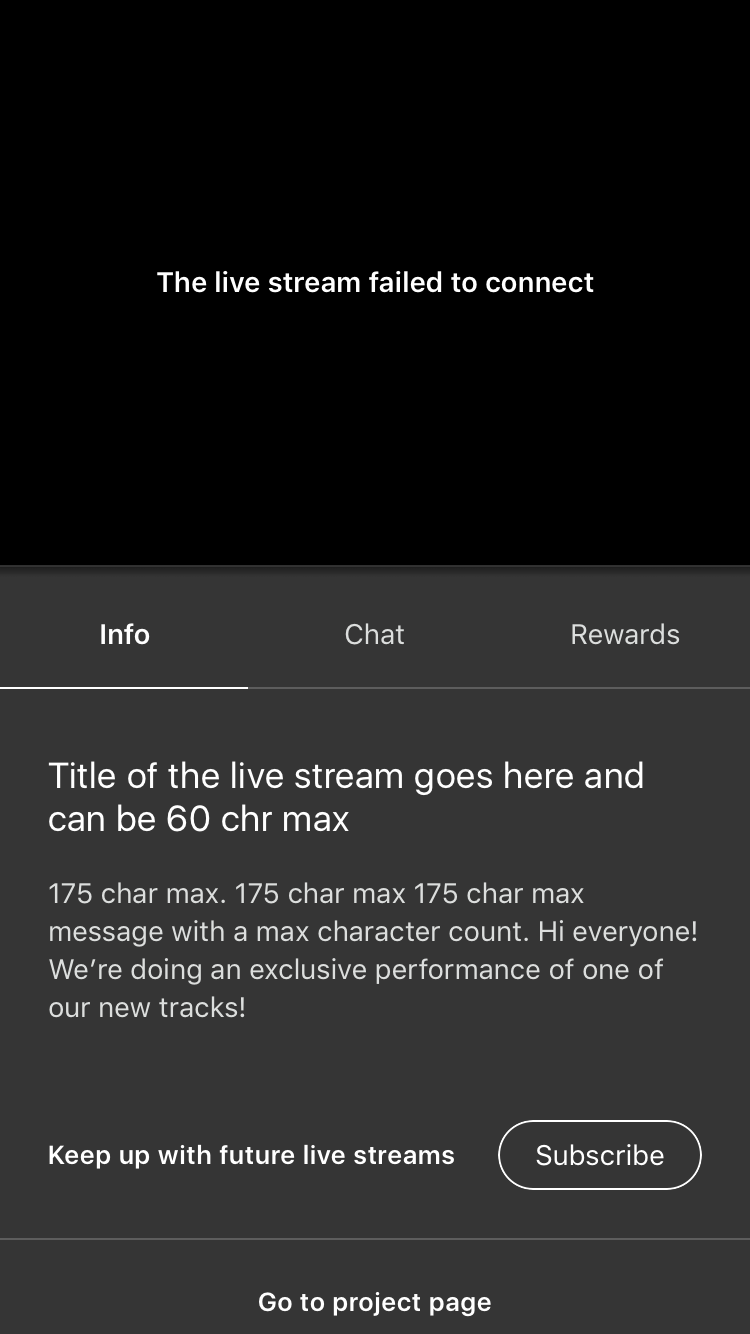 The live stream failed to connect
Info
Chat
Rewards
Title of the live stream goes here and
can be 60 chr max
175 char max. 175 char max 175 char max
message with a max character count. Hi everyone!
We’re doing an exclusive performance of one of
our new tracks!
Keep up with future live streams
Subscribe
Go to project page